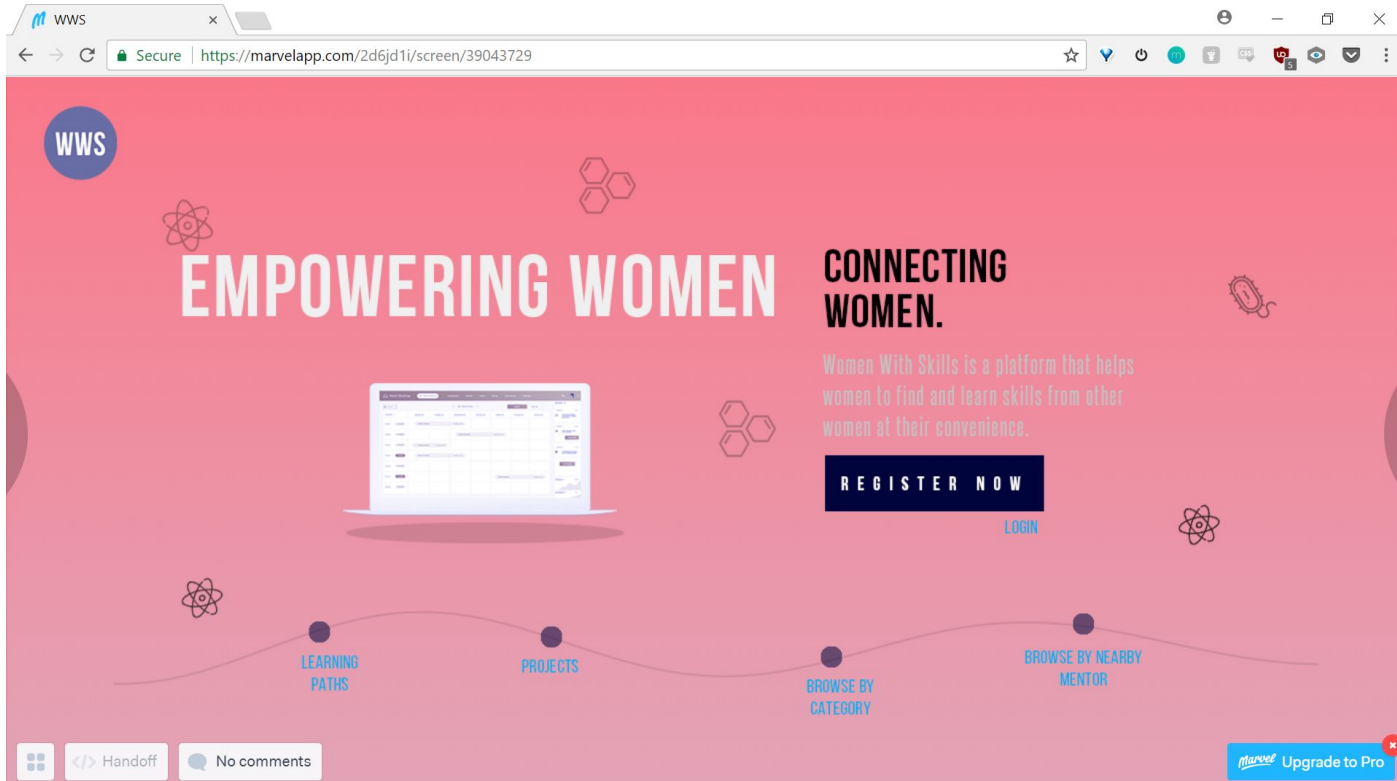 WWS
Secure https://marvelapp.com/2d6jd1i/screen/39043729
5
WWS
EMPOWERING WOMEN
CONNECTING
WOMEN.
Women With Skills is a platform that helps
women to find and learn skills from other
women at their convenience.
REGISTER NOW
LOGIN
LEARNING
PATHS
PROJECTS
BROWSE BY
CATEGORY
BROWSE BY NEARBY
MENTOR
</> Handoff
No comments
Marvel Upgrade to Pro